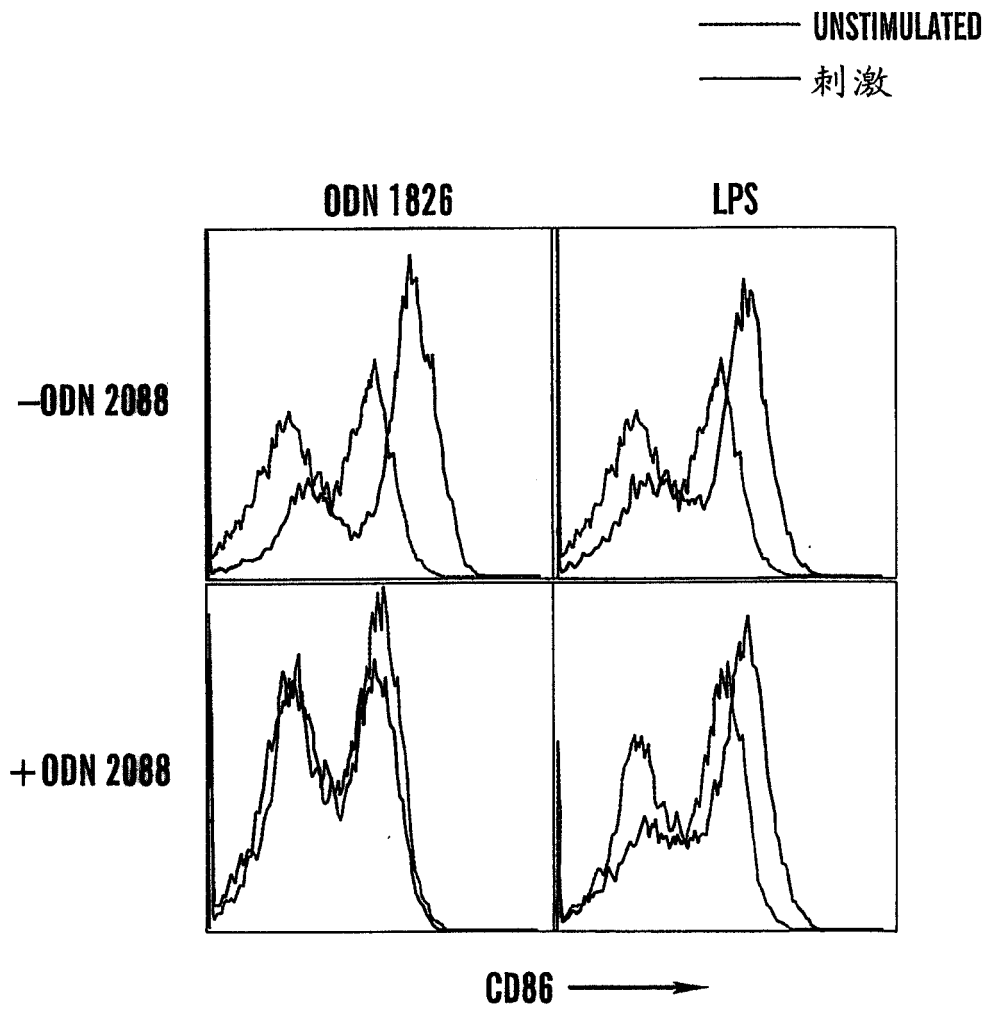 UNSTIMULATED
刺激
ODN 1826
LPS
—ODN 2088
+ODN 2088
CD86